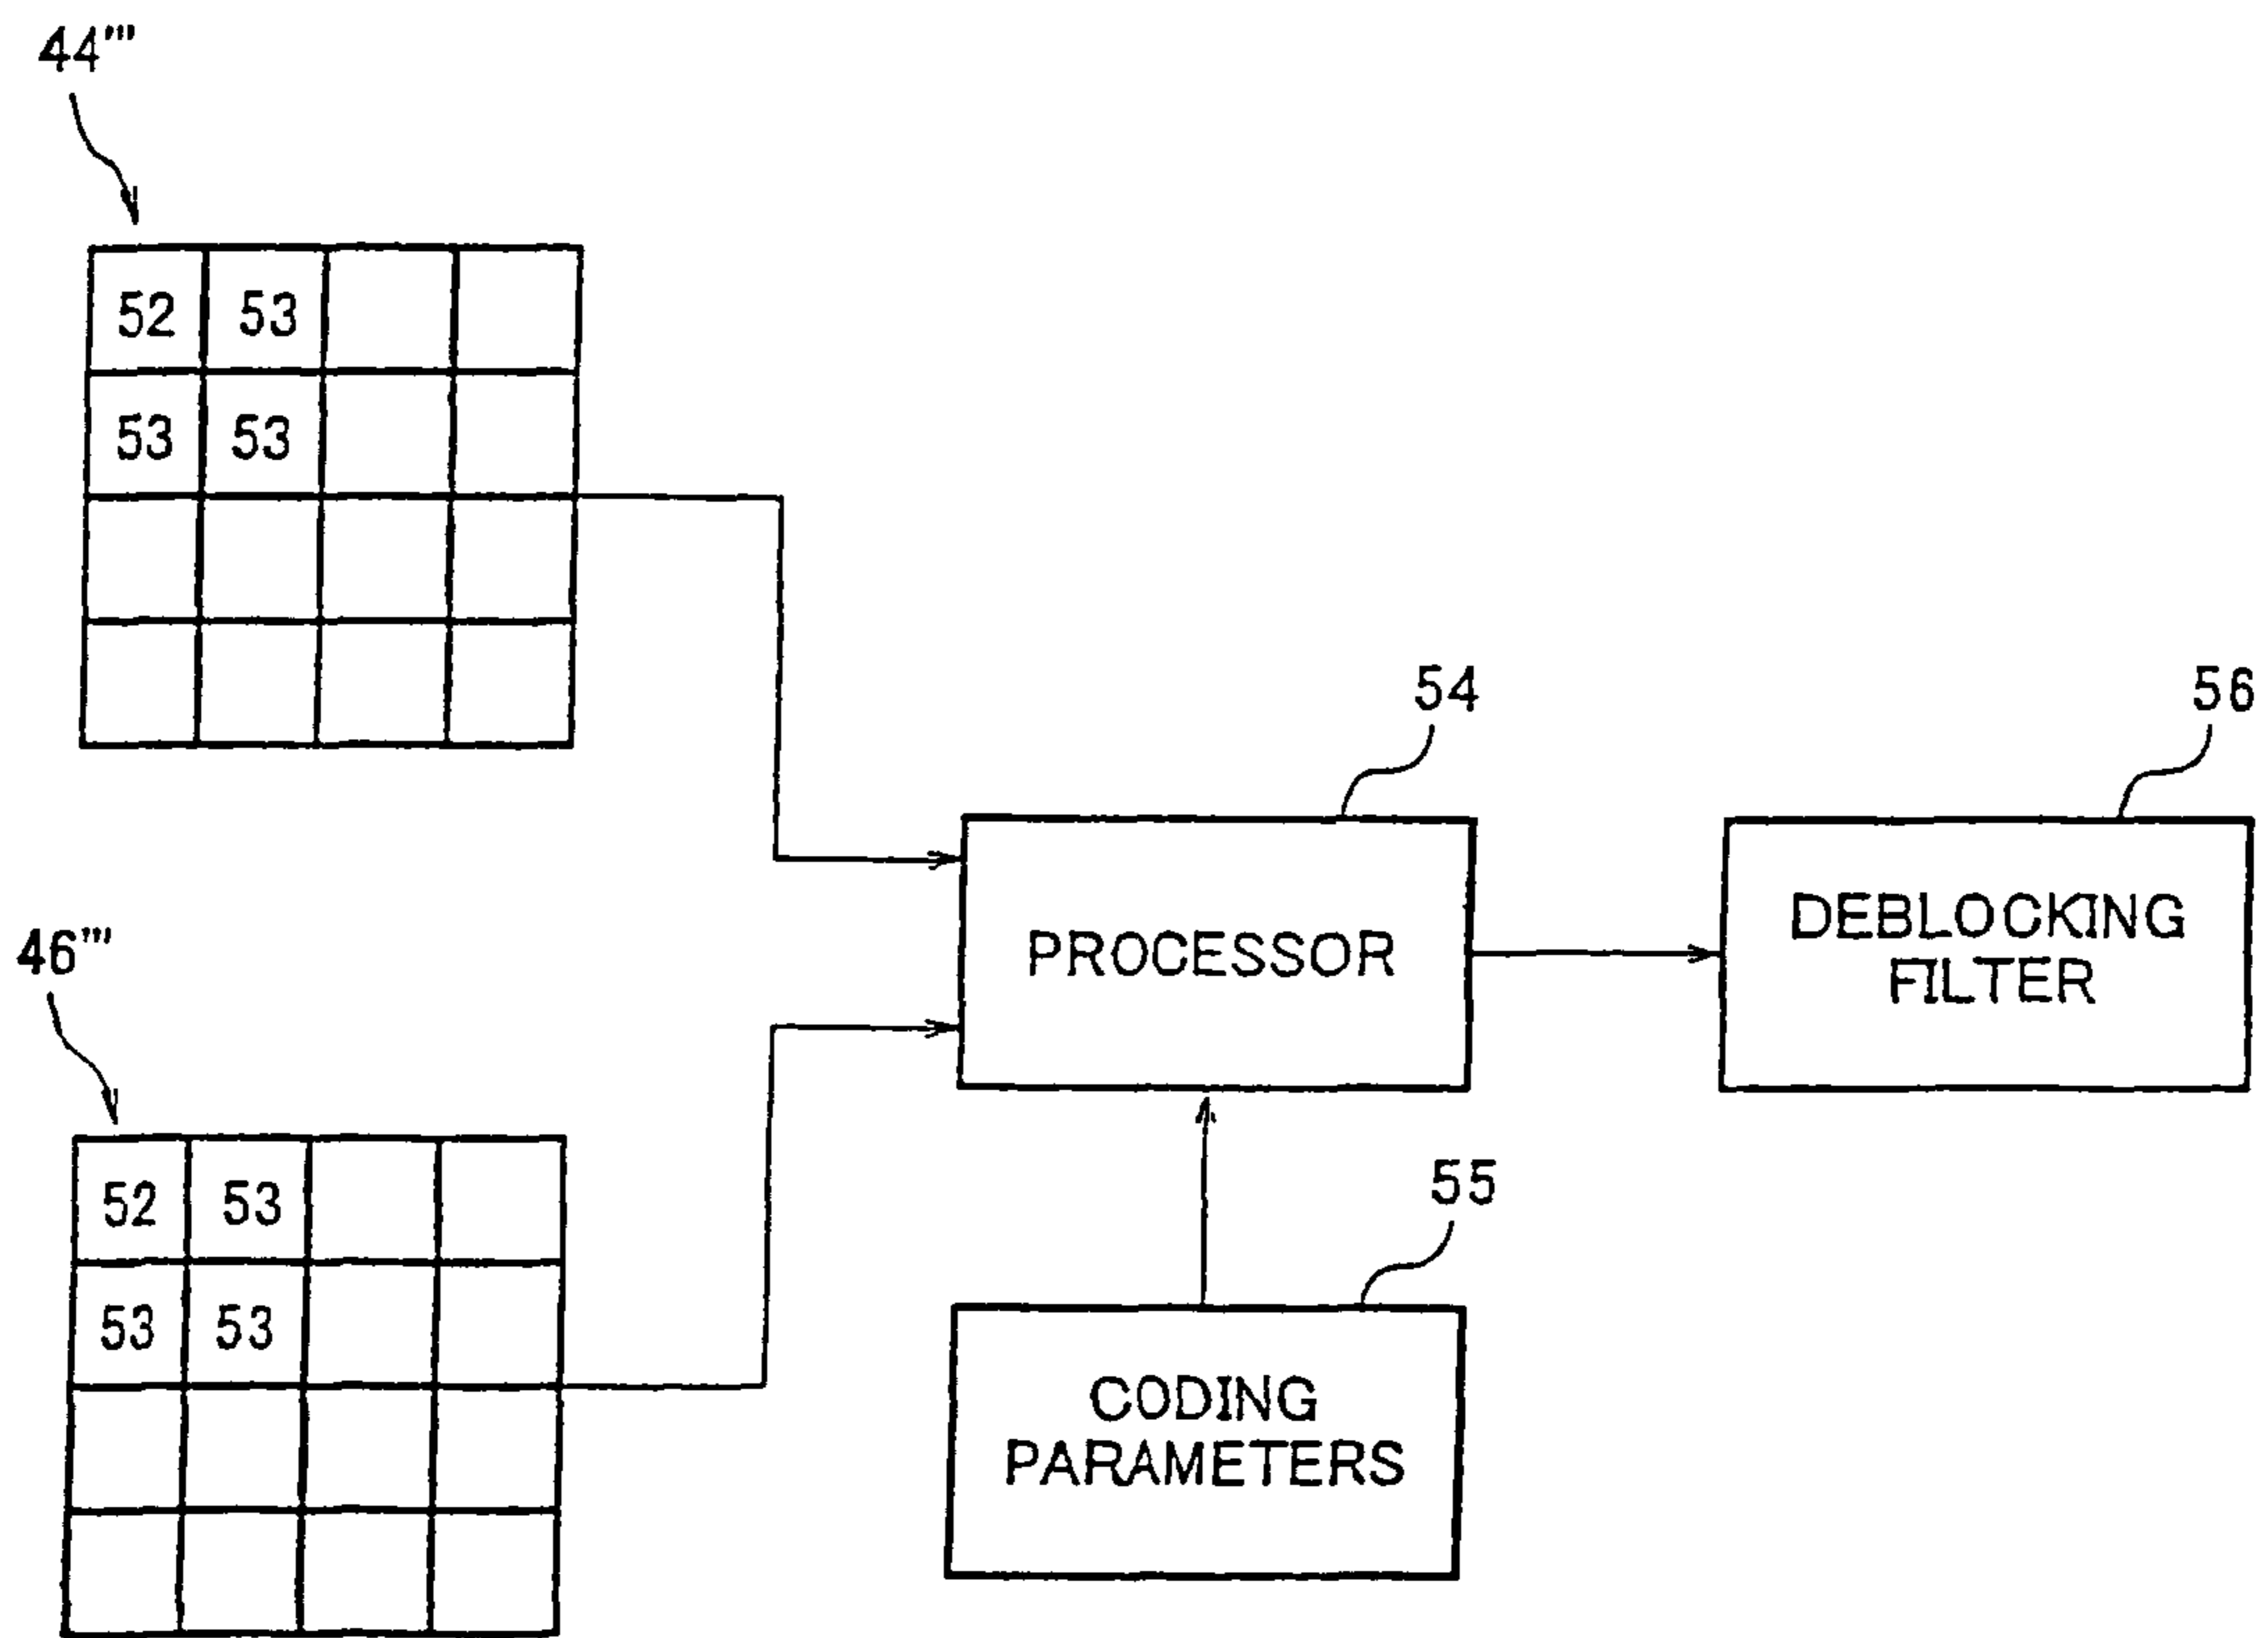 44'''
52 53
53 53
54
56
PROCESSOR
DEBLOCKING
FILTER
46'''
52 53
53 53
55
CODING
PARAMETERS